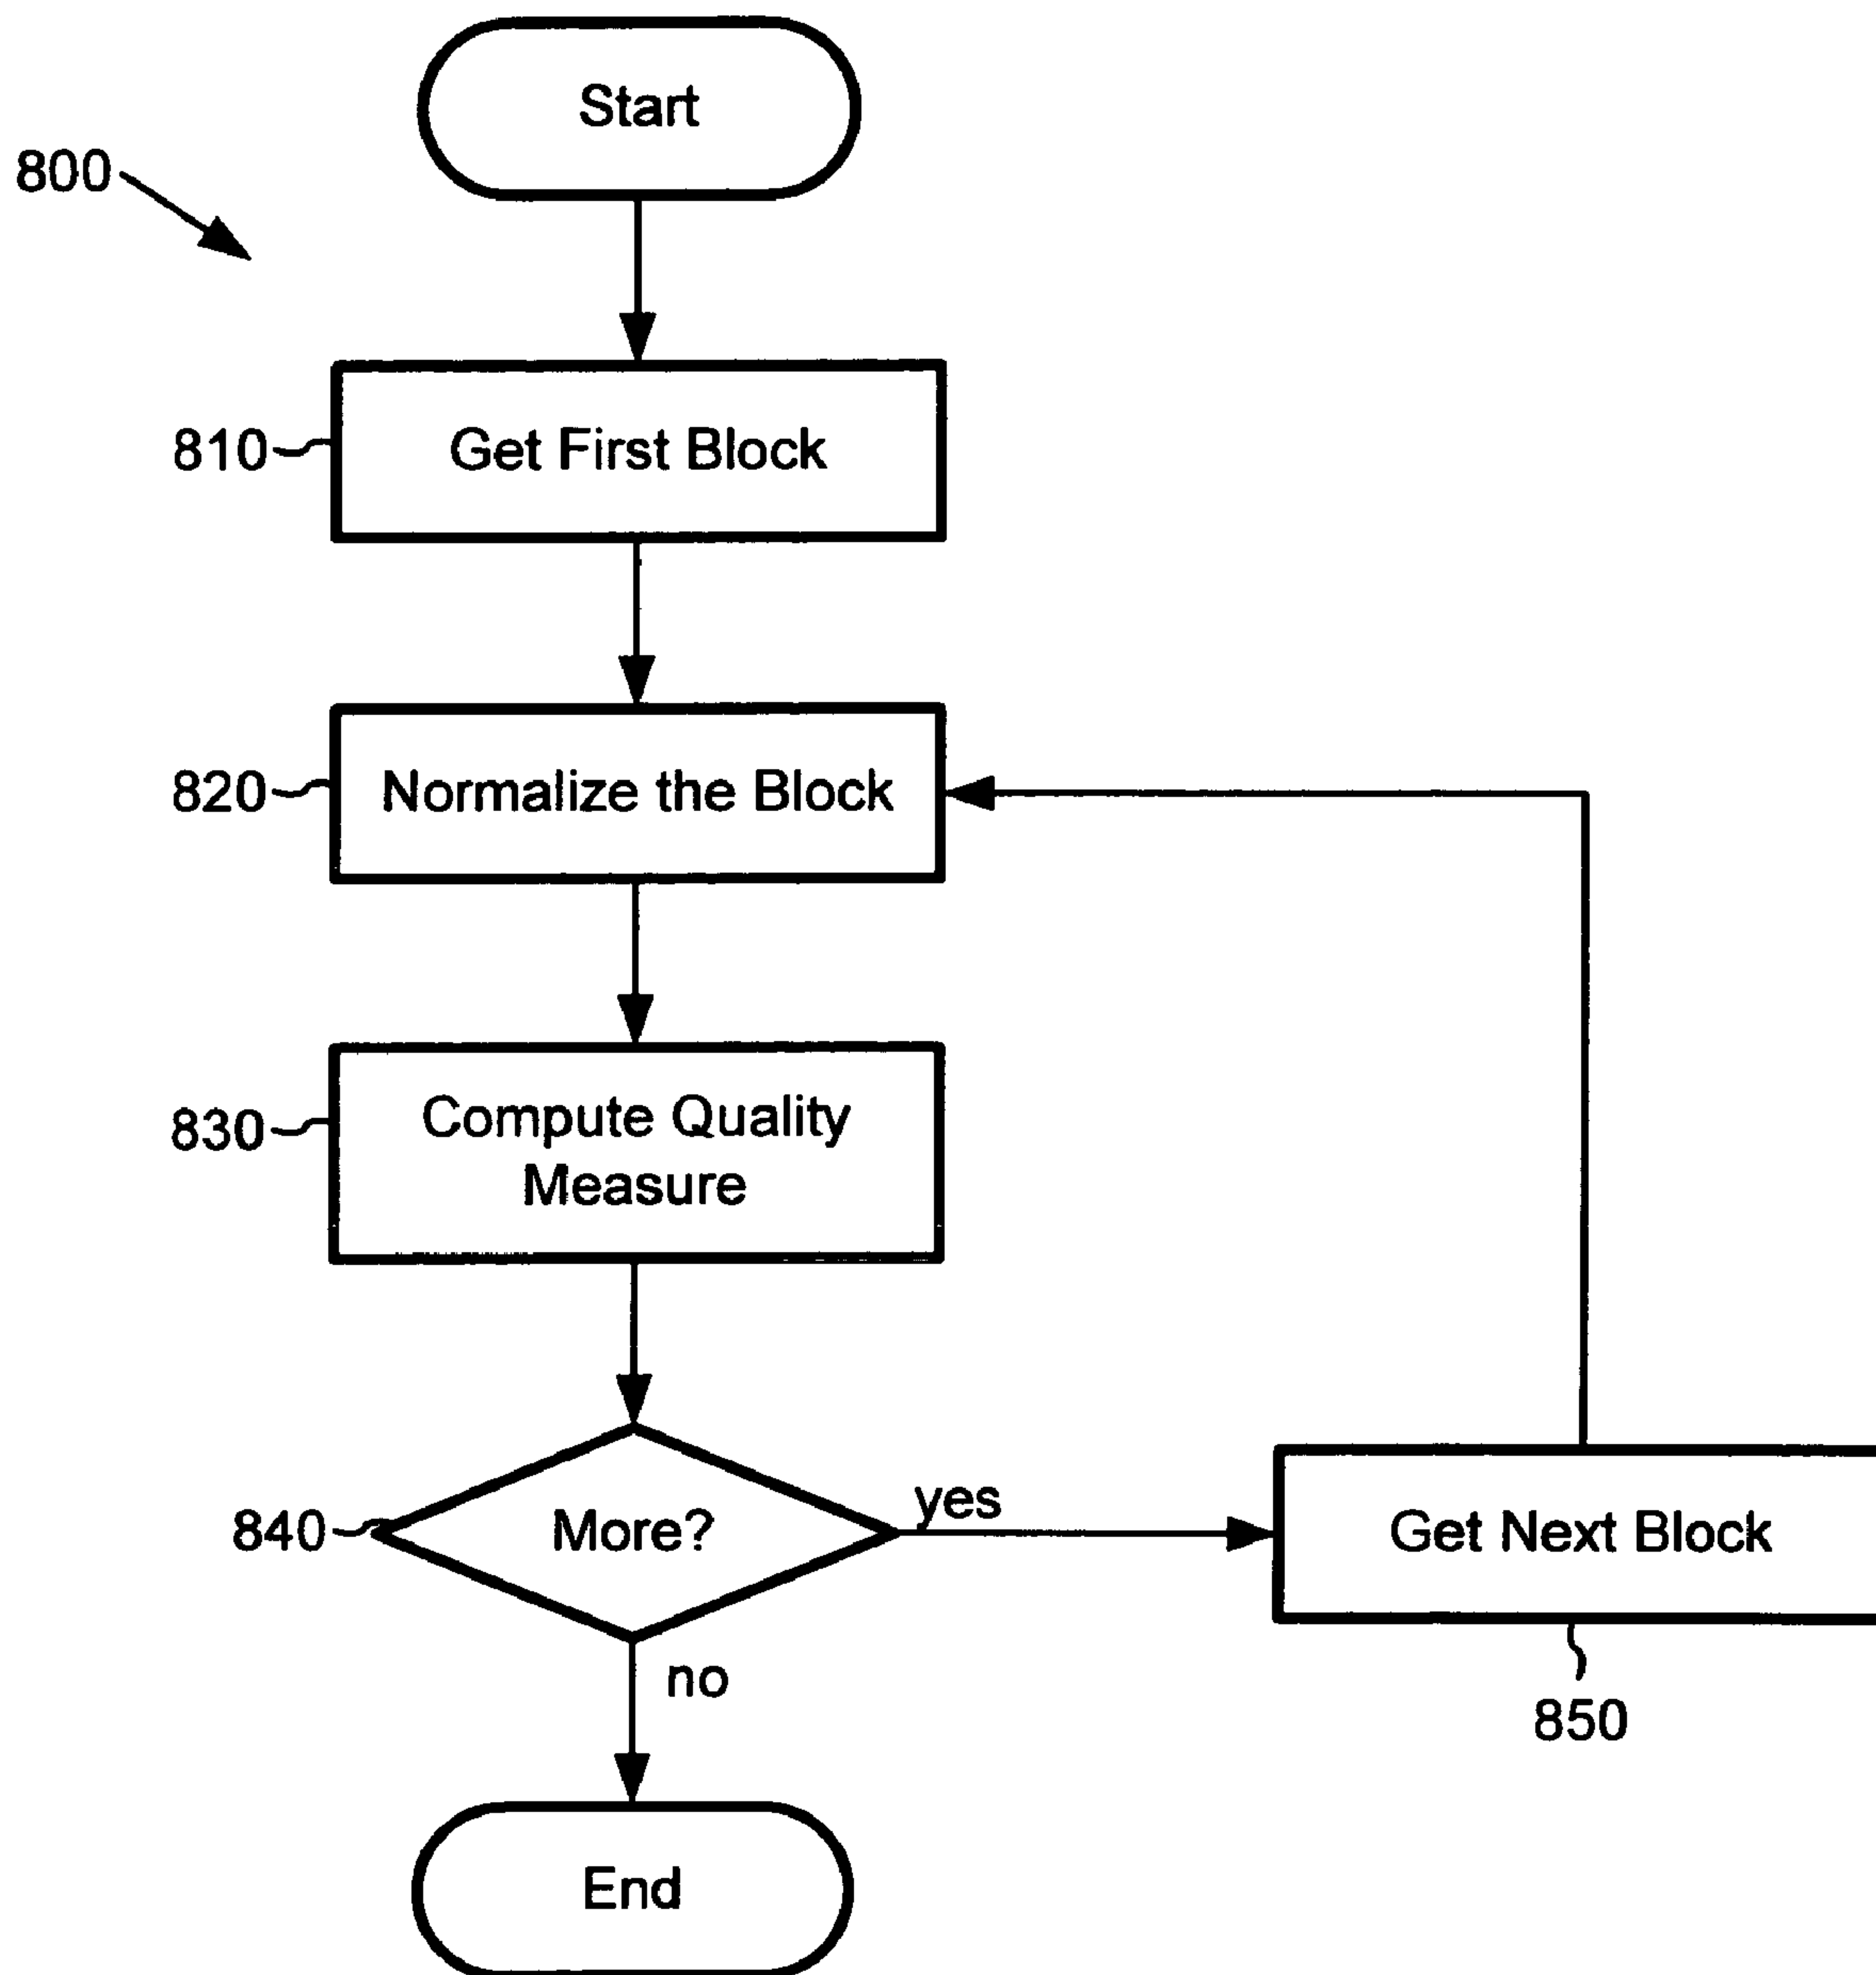 Start
800
810
Get First Block
820
Normalize the Block
830
Compute Quality
Measure
840
More?
yes
Get Next Block
no
850
End